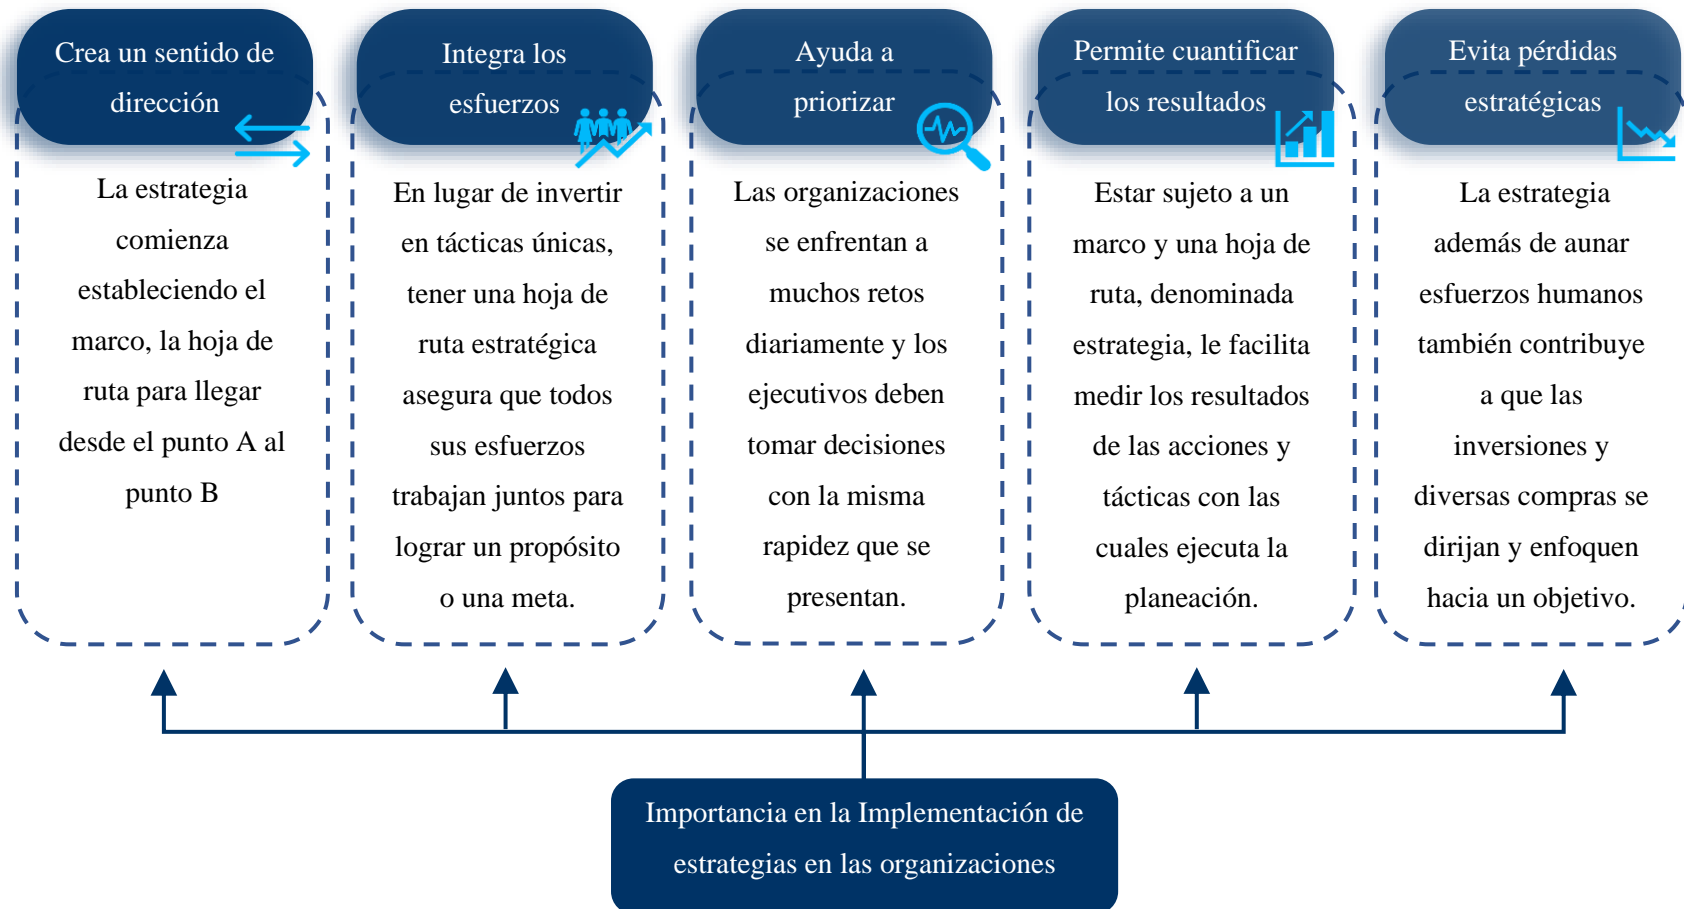 Crea un sentido de
dirección
La estrategia
comienza
estableciendo el
marco, la hoja de
ruta para llegar
desde el punto A al
punto B
Integra los
esfuerzos
En lugar de invertir
en tácticas únicas,
tener una hoja de
ruta estratégica
asegura que todos
sus esfuerzos
trabajan juntos para
lograr un propósito
o una meta.
Ayuda a
priorizar
Las organizaciones
se enfrentan a
muchos retos
diariamente y los
ejecutivos deben
tomar decisiones
con la misma
rapidez que se
presentan.
Permite cuantificar
los resultados
Estar sujeto a un
marco y una hoja de
ruta, denominada
estrategia, le facilita
medir los resultados
de las acciones y
tácticas con las
cuales ejecuta la
planeación.
Evita pérdidas
estratégicas
La estrategia
además de aunar
esfuerzos humanos
también contribuye
a que las
inversiones y
diversas compras se
dirijan y enfoquen
hacia un objetivo.
Importancia en la Implementación de
estrategias en las organizaciones